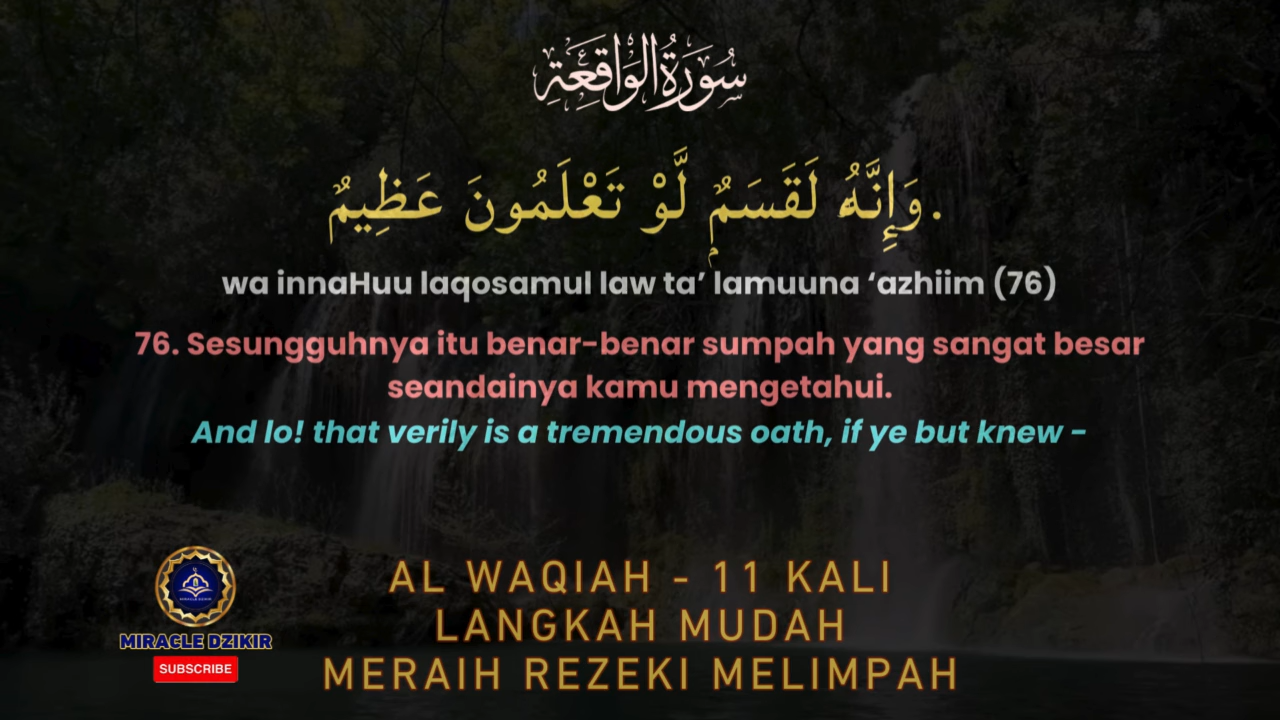 سُورَةُ الوَاقِعَةِ
وَإِنَّهُ لَقَسَمٌ لَّوْ تَعْلَمُونَ عَظِيمٌ.
wa innaHuu laqosamul law ta’ lamuuna ‘azhiim (76)
76. Sesungguhnya itu benar-benar sumpah yang sangat besar
seandainya kamu mengetahui.
And lo! that verily is a tremendous oath, if ye but knew -
AL WAQIAH - 11 KALI
LANGKAH MUDAH
MERAIH REZEKI MELIMPAH
MIRACLE DZIKIR
MIRACLE DZIKIR
SUBSCRIBE